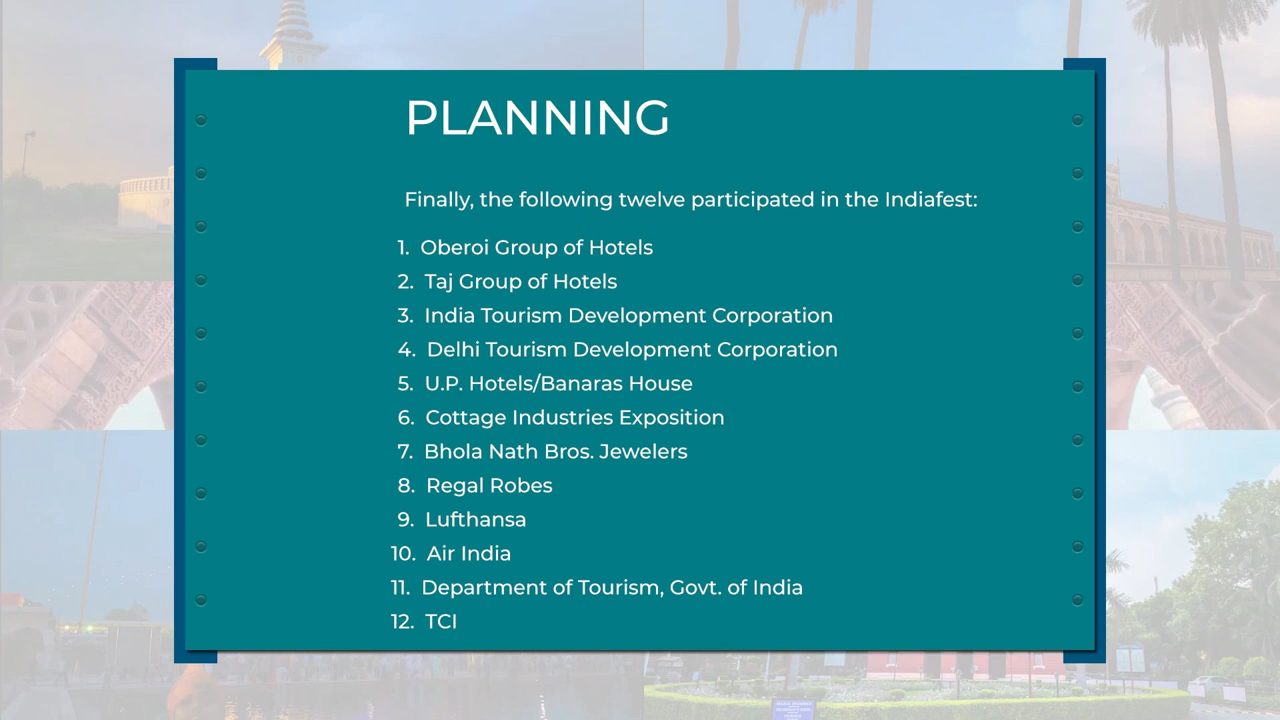 PLANNING
Finally, the following twelve participated in the Indiafest:
1. Oberoi Group of Hotels
2. Taj Group of Hotels
3. India Tourism Development Corporation
4. Delhi Tourism Development Corporation
5. U.P. Hotels/Banaras House
6. Cottage Industries Exposition
7. Bhola Nath Bros. Jewelers
8. Regal Robes
9. Lufthansa
10. Air India
11. Department of Tourism, Govt. of India
12. TCI